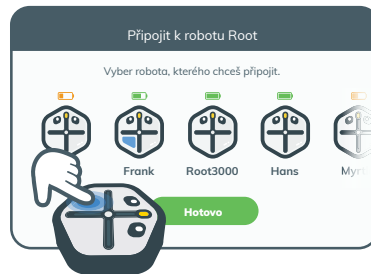 Připojit k robotu Root
Vyber robota, kterého chceš připojit.
Frank Root3000 Hans
Hotovo